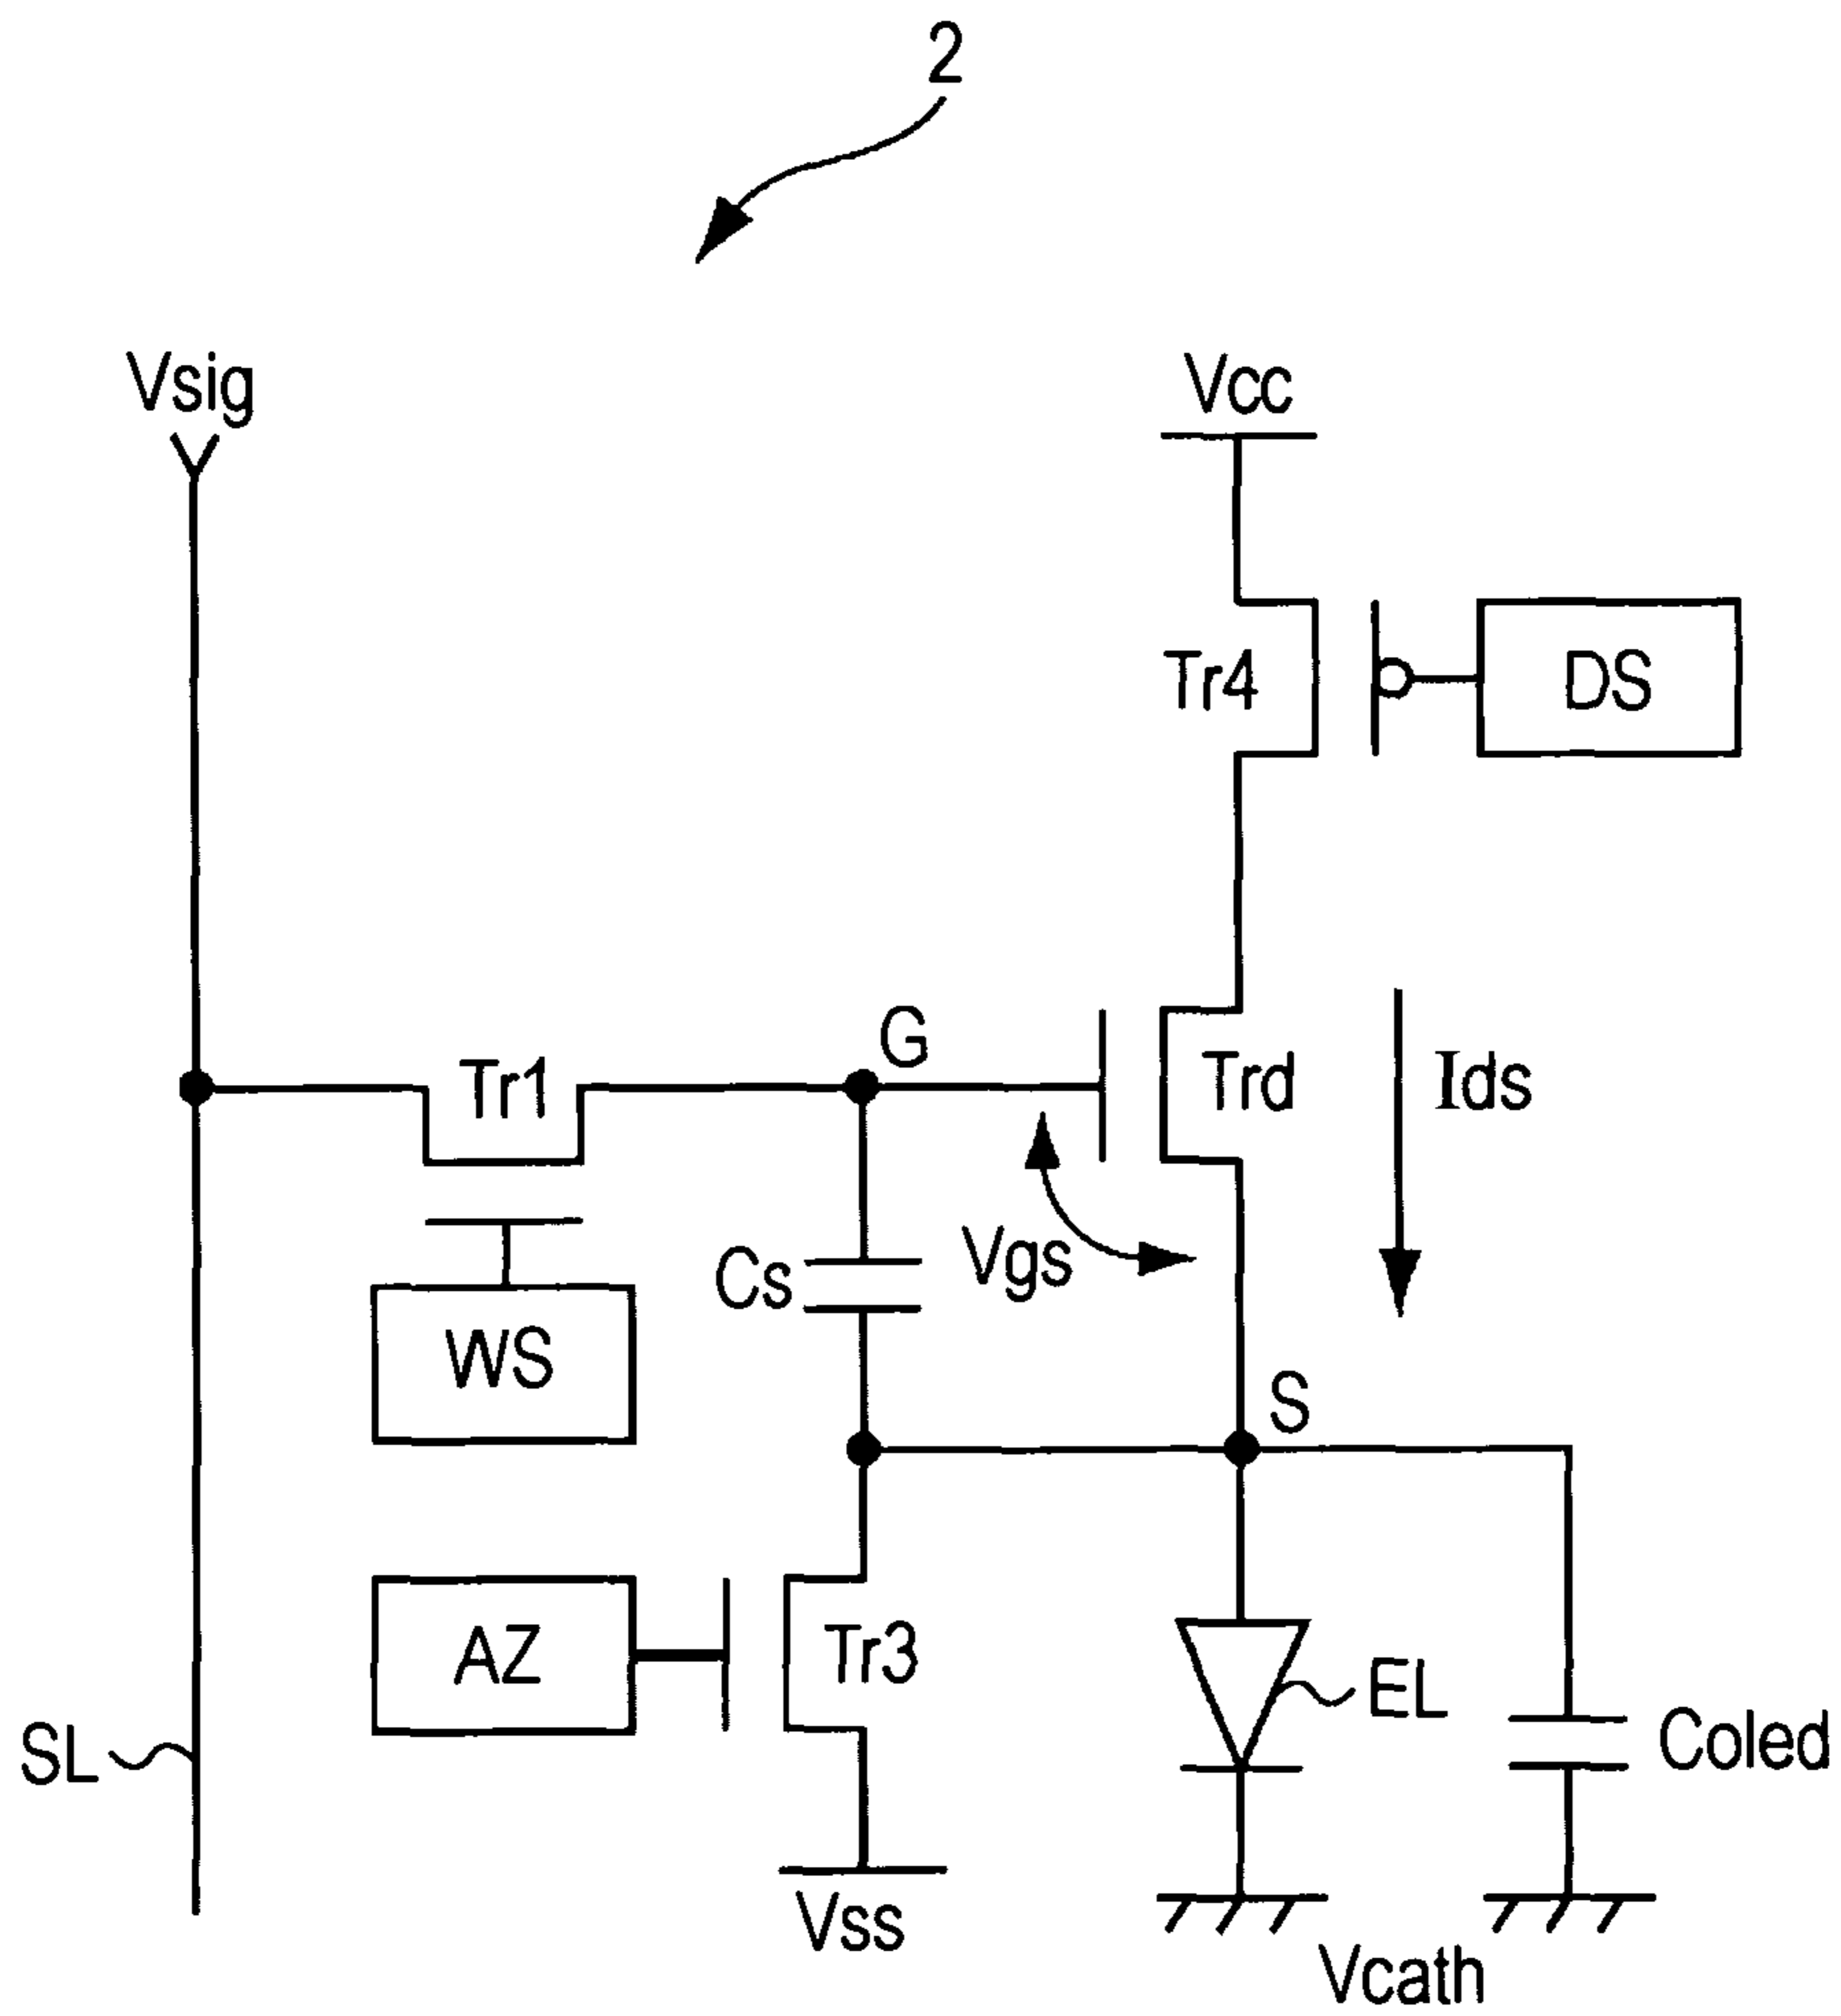 2
Vsig
Vcc
Tr4
DS
G
Tr1
Trd
Ids
Cs
Vgs
WS
S
AZ
Tr3
EL
SL
Coled
Vss
Vcath